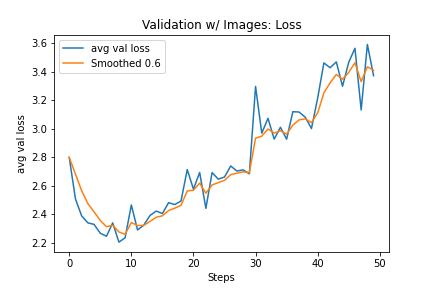 Validation w/ Images: Loss
avg val loss
Smoothed 0.6
avg val loss
3.6
3.4
3.2
3.0
2.8
2.6
2.4
2.2
0 10 20 30 40 50
Steps